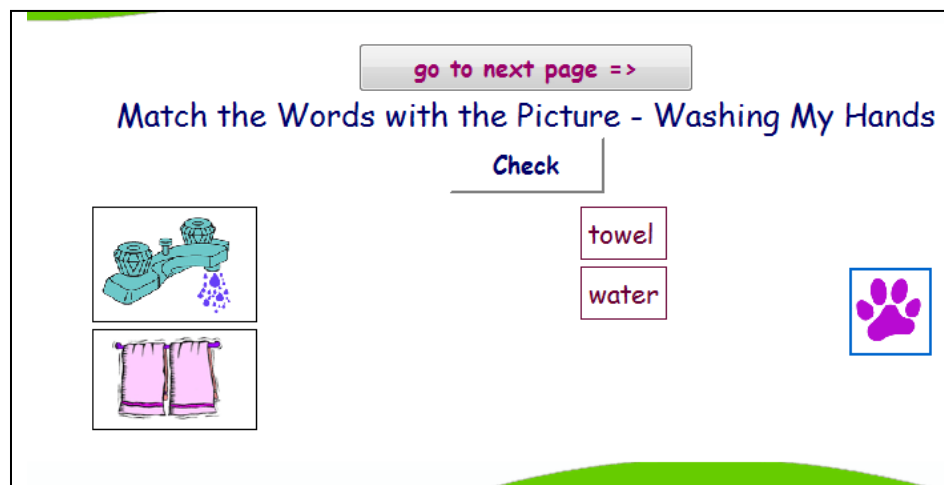 go to next page =>
Match the Words with the Picture - Washing My Hands
Check
towel
water